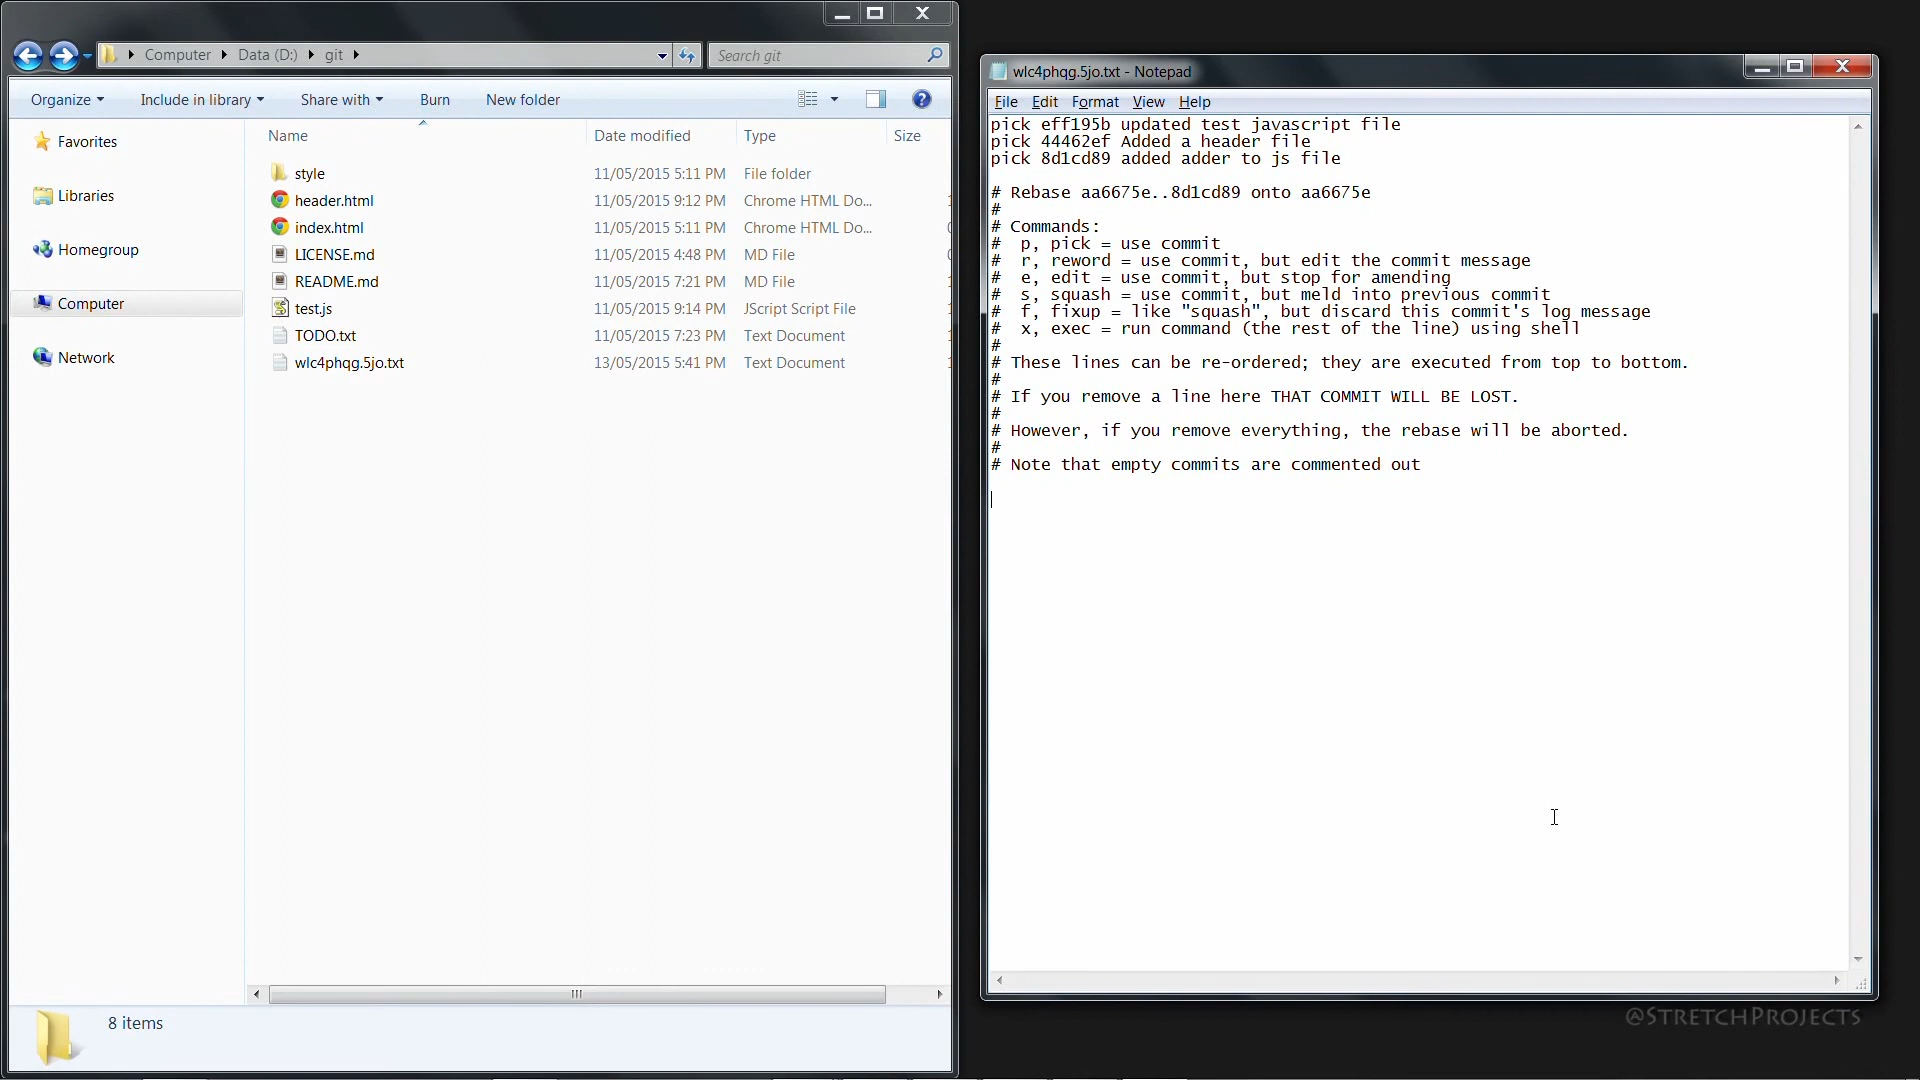 Computer Data (D:) git
Search git
Organize Include in library Share with Burn New folder
Favorites
Libraries
Homegroup
Computer
Network
Name Date modified Type Size
style 11/05/2015 5:11 PM File folder
header.html 11/05/2015 9:12 PM Chrome HTML Do...
index.html 11/05/2015 5:11 PM Chrome HTML Do...
LICENSE.md 11/05/2015 4:48 PM MD File
README.md 11/05/2015 7:21 PM MD File
test.js 11/05/2015 9:14 PM JScript Script File
TODO.txt 11/05/2015 7:23 PM Text Document
wlc4phqg.5jo.txt 13/05/2015 5:41 PM Text Document
8 items
wlc4phqg.5jo.txt - Notepad
File Edit Format View Help
pick eff195b updated test javascript file
pick 44462ef Added a header file
pick 8d1cd89 added adder to js file
# Rebase aa6675e..8d1cd89 onto aa6675e
#
# Commands:
#  p, pick = use commit
#  r, reword = use commit, but edit the commit message
#  e, edit = use commit, but stop for amending
#  s, squash = use commit, but meld into previous commit
#  f, fixup = like "squash", but discard this commit's log message
#  x, exec = run command (the rest of the line) using shell
#
# These lines can be re-ordered; they are executed from top to bottom.
#
# If you remove a line here THAT COMMIT WILL BE LOST.
#
# However, if you remove everything, the rebase will be aborted.
#
# Note that empty commits are commented out
@STRETCHPROJECTS